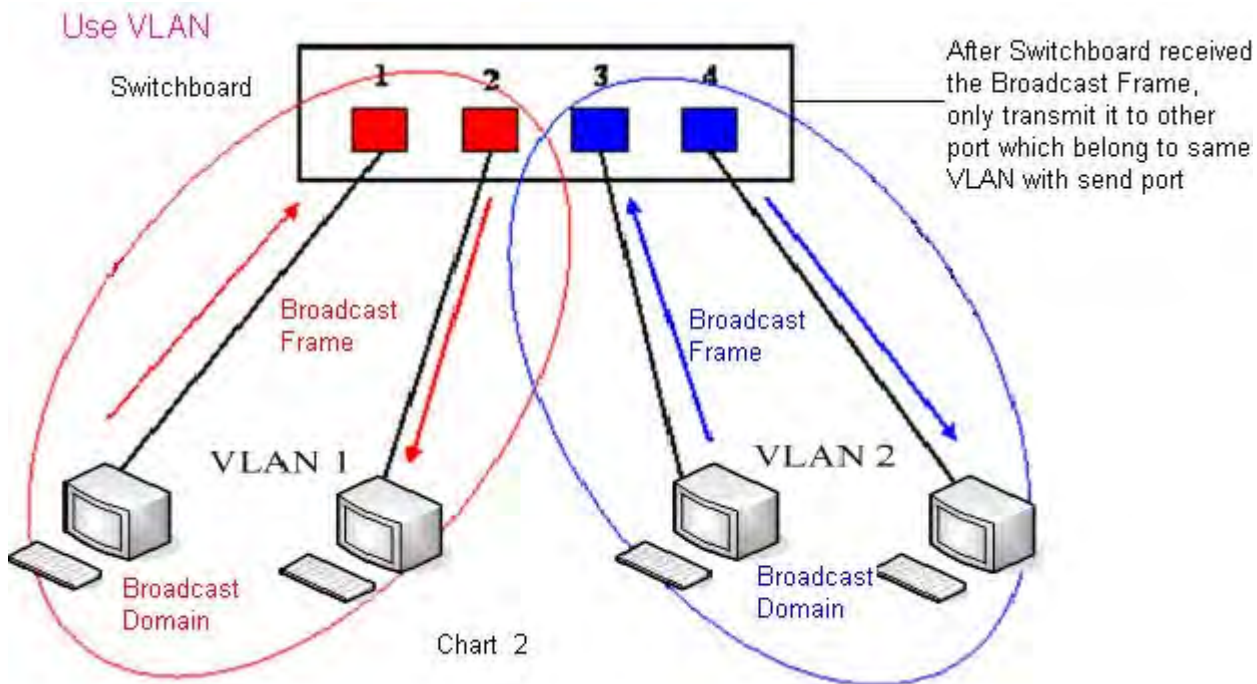 Use VLAN
Switchboard
1
2
3
4
After Switchboard received
the Broadcast Frame,
only transmit it to other
port which belong to same
VLAN with send port
Broadcast
Frame
Broadcast
Frame
VLAN 1
VLAN 2
Broadcast
Domain
Broadcast
Domain
Chart 2